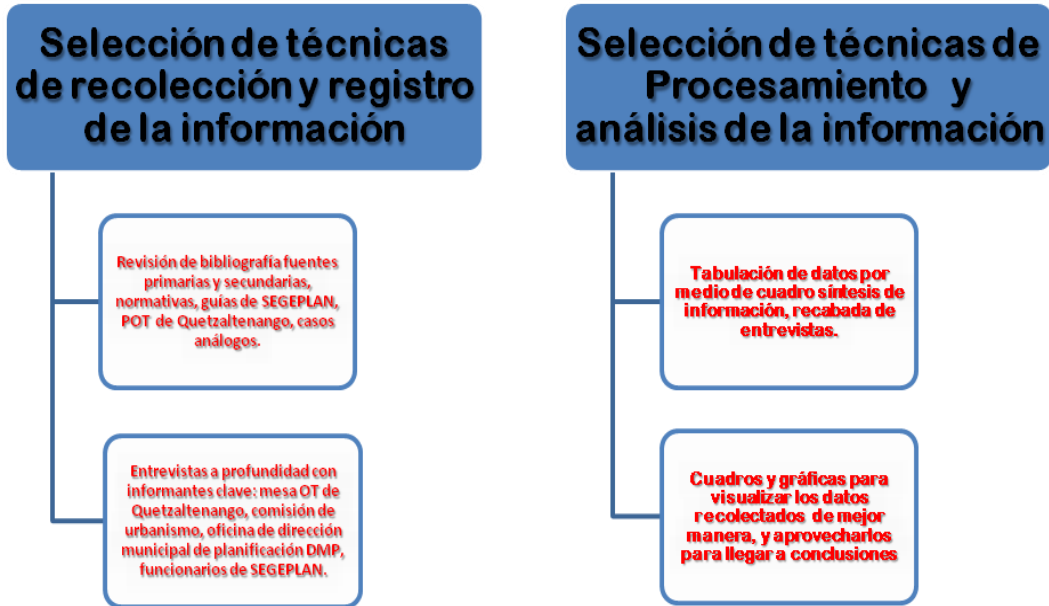 Selección de técnicas
de recolección y registro
de la información
Revisión de bibliografía fuentes
primarias y secundarias,
normativas, guías de SEGEPLAN,
POT de Quetzaltenango, casos
análogos.
Entrevistas a profundidad con
informantes clave: mesa OT de
Quetzaltenango, comisión de
urbanismo, oficina de dirección
municipal de planificación DMP,
funcionarios de SEGEPLAN.
Selección de técnicas de
Procesamiento y
análisis de la información
Tabulación de datos por
medio de cuadro síntesis de
información, recabada de
entrevistas.
Cuadros y gráficas para
visualizar los datos
recolectados de mejor
manera, y aprovecharlos
para llegar a conclusiones